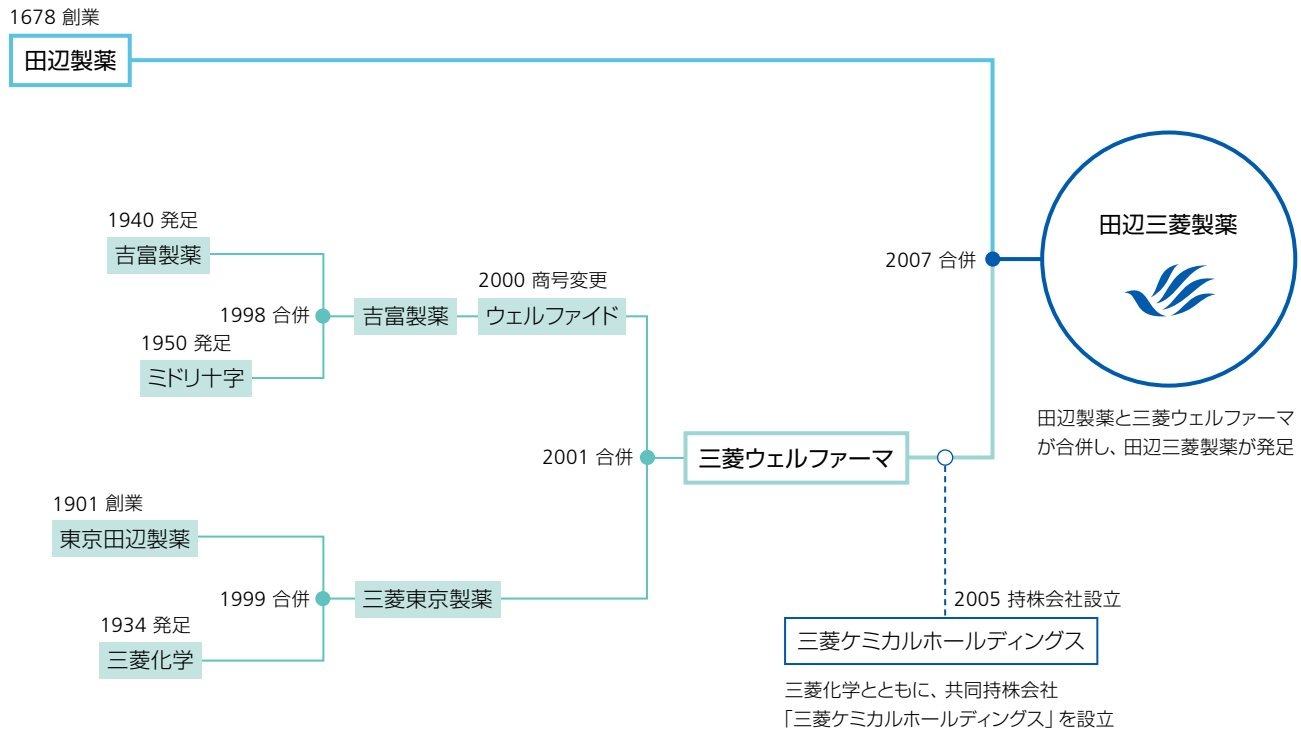 1678 創業
田辺製薬
1940 発足
吉富製薬
1998 合併
1950 発足
ミドリ十字
吉富製薬
2000 商号変更
ウェルファイド
1901 創業
東京田辺製薬
1999 合併
1934 発足
三菱化学
三菱東京製薬
2001 合併
三菱ウェルファーマ
2005 持株会社設立
三菱ケミカルホールディングス
三菱化学とともに、共同持株会社
「三菱ケミカルホールディングス」を設立
2007 合併
田辺三菱製薬
田辺製薬と三菱ウェルファーマ
が合併し、田辺三菱製薬が発足